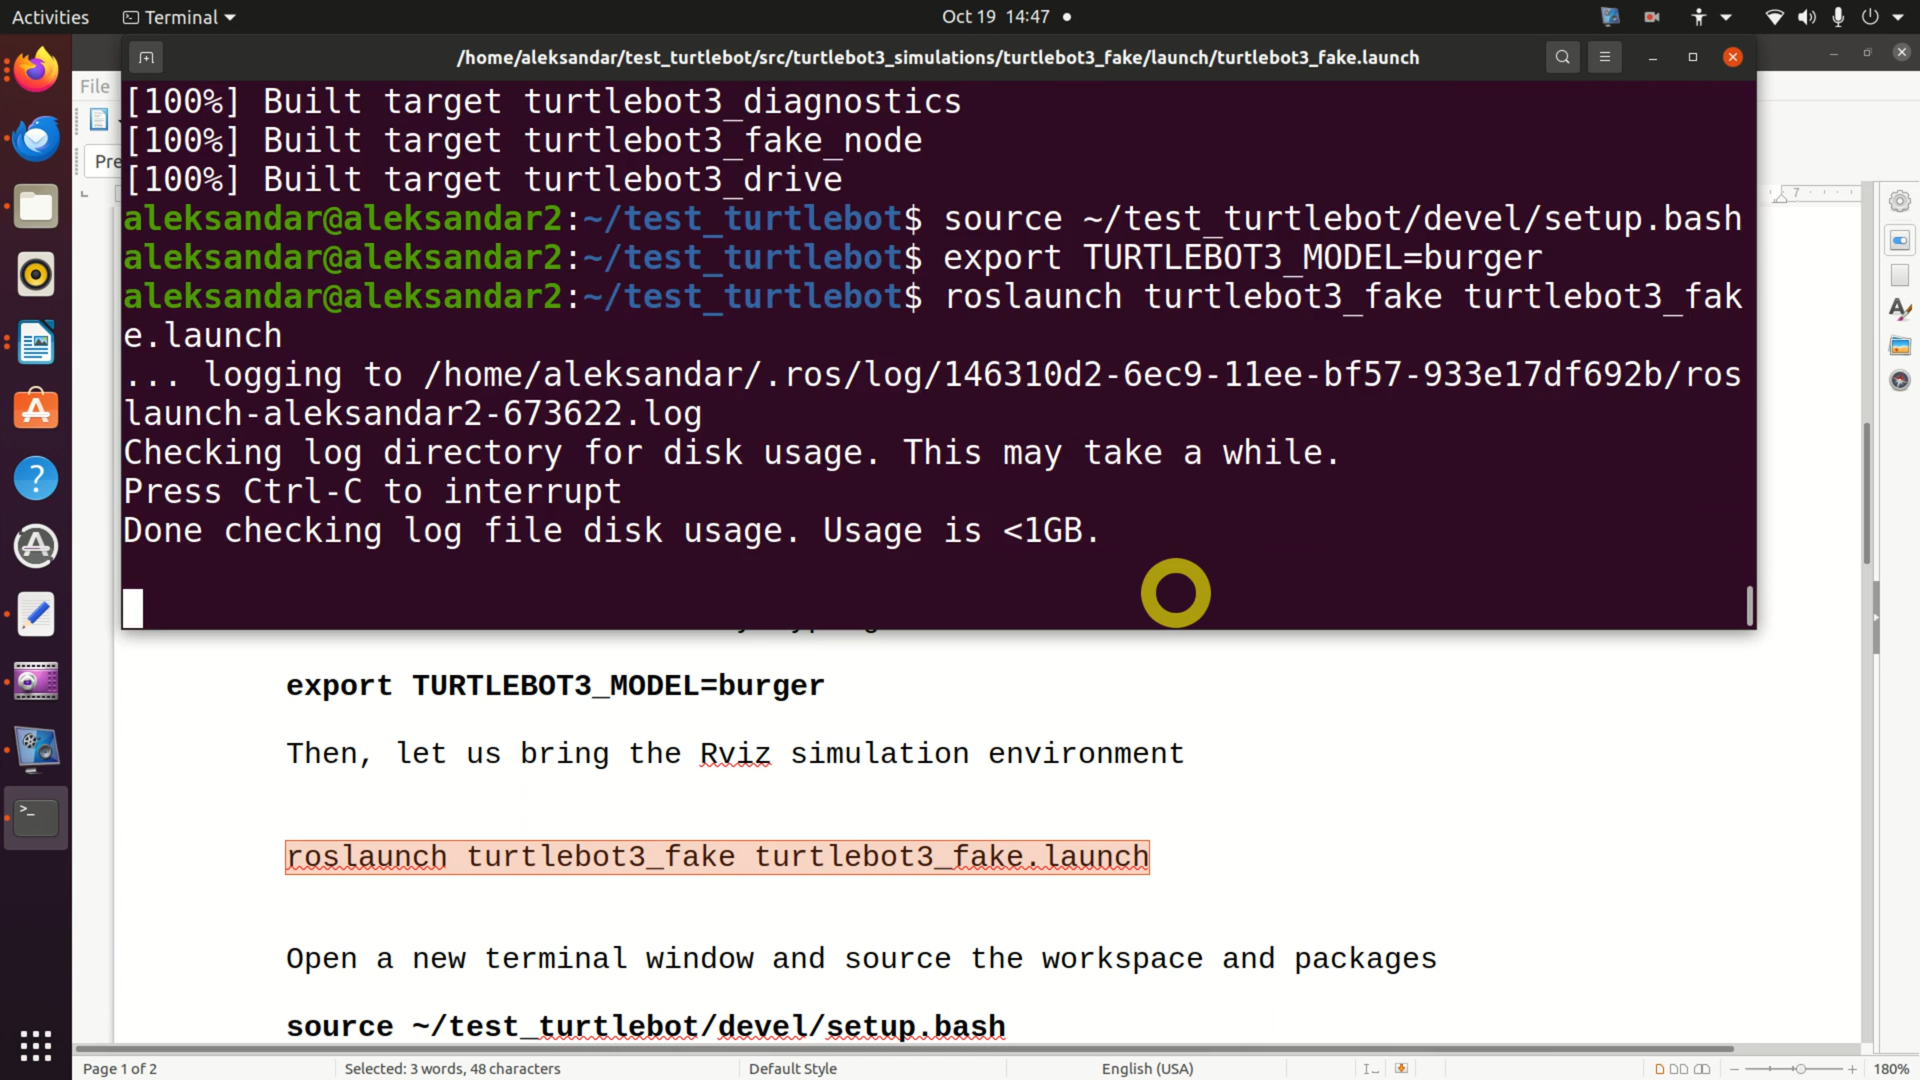 Activities Terminal Oct 19 14:47
/home/aleksandar/test_turtlebot/src/turtlebot3_simulations/turtlebot3_fake/launch/turtlebot3_fake.launch
File
Pre
[100%] Built target turtlebot3_diagnostics
[100%] Built target turtlebot3_fake_node
[100%] Built target turtlebot3_drive
aleksandar@aleksandar2:~/test_turtlebot$ source ~/test_turtlebot/devel/setup.bash
aleksandar@aleksandar2:~/test_turtlebot$ export TURTLEBOT3_MODEL=burger
aleksandar@aleksandar2:~/test_turtlebot$ roslaunch turtlebot3_fake turtlebot3_fak
e.launch
... logging to /home/aleksandar/.ros/log/146310d2-6ec9-11ee-bf57-933e17df692b/ros
launch-aleksandar2-673622.log
Checking log directory for disk usage. This may take a while.
Press Ctrl-C to interrupt
Done checking log file disk usage. Usage is <1GB.
7
export TURTLEBOT3_MODEL=burger
Then, let us bring the Rviz simulation environment
roslaunch turtlebot3_fake turtlebot3_fake.launch
Open a new terminal window and source the workspace and packages
source ~/test_turtlebot/devel/setup.bash
Page 1 of 2 Selected: 3 words, 48 characters Default Style English (USA) 180%